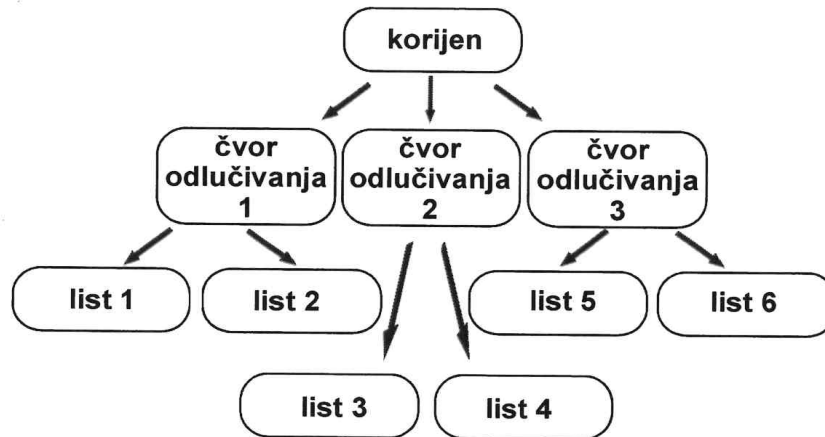 korijen
čvor
odlučivanja
1
čvor
odlučivanja
2
čvor
odlučivanja
3
list 1
list 2
list 5
list 6
list 3
list 4